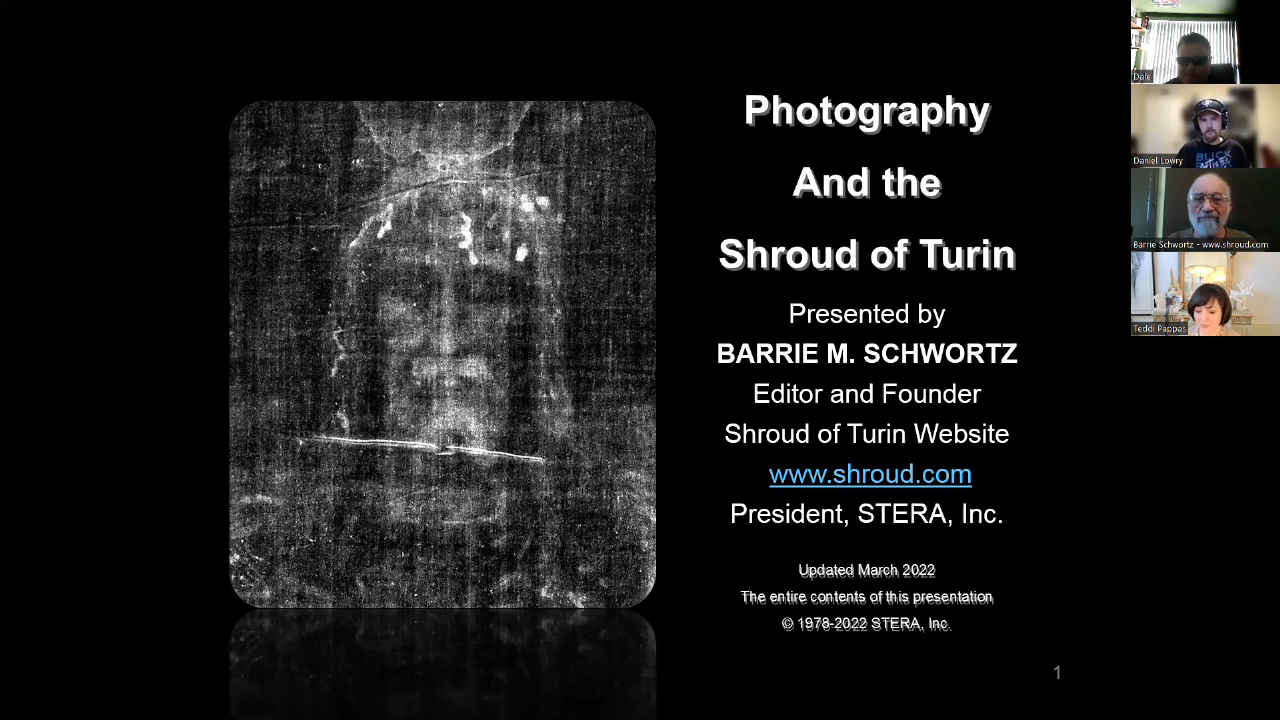 Photography
And the
Shroud of Turin
Presented by
BARRIE M. SCHWORTZ
Editor and Founder
Shroud of Turin Website
www.shroud.com
President, STERA, Inc.
Updated March 2022
The entire contents of this presentation
© 1978-2022 STERA, Inc.
1
Dale
Daniel Lowry
Barrie Schwortz - www.shroud.com
Teddi Pappas